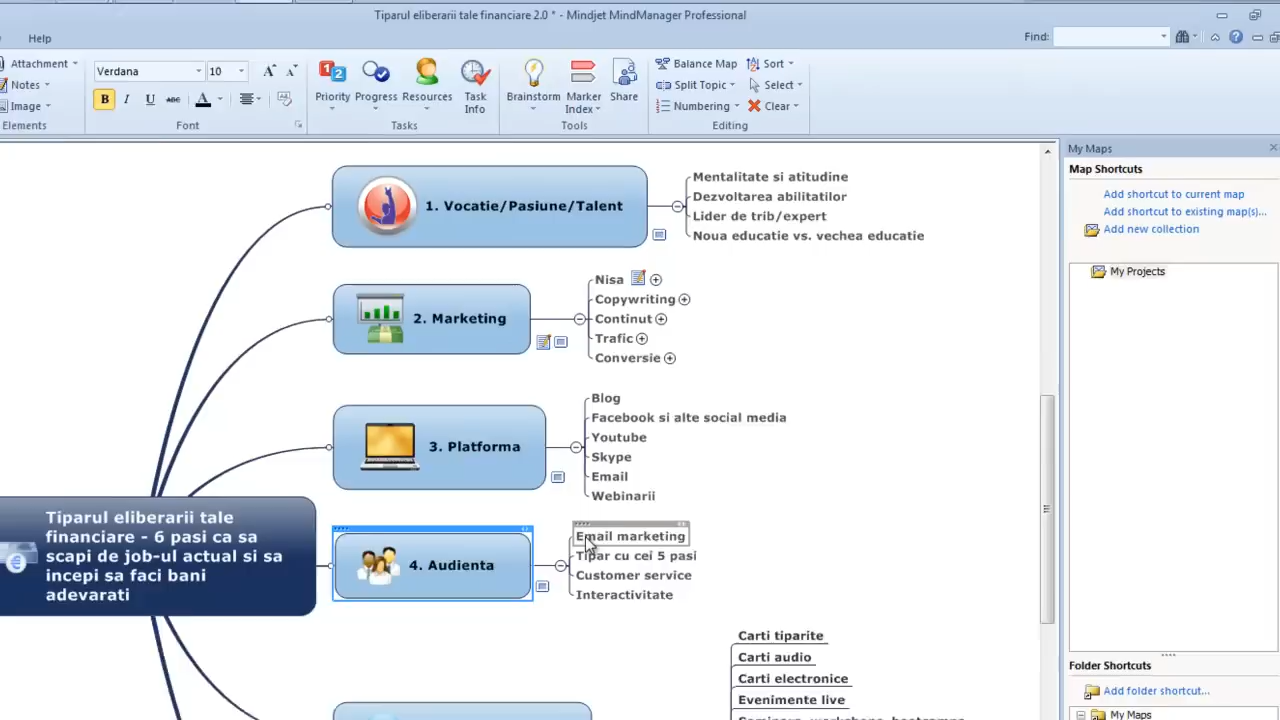 Tiparul eliberarii tale financiare 2.0 * - Mindjet MindManager Professional
Help
Find:
Attachment
Notes
Image
Elements
Verdana
10
B
I
U
abc
A
Font
Priority
Progress
Resources
Task
Info
Tasks
Brainstorm
Marker
Index
Share
Tools
Balance Map
Sort
Split Topic
Select
Numbering
Clear
Editing
My Maps
Map Shortcuts
Add shortcut to current map
Add shortcut to existing map(s)...
Add new collection
My Projects
1. Vocatie/Pasiune/Talent
Mentalitate si atitudine
Dezvoltarea abilitatilor
Lider de trib/expert
Noua educatie vs. vechea educatie
2. Marketing
Nisa
Copywriting
Continut
Trafic
Conversie
3. Platforma
Blog
Facebook si alte social media
Youtube
Skype
Email
Webinarii
Tiparul eliberarii tale
financiare - 6 pasi ca sa
scapi de job-ul actual si sa
incepi sa faci bani
adevarati
4. Audienta
Email marketing
Tipar cu cei 5 pasi
Customer service
Interactivitate
Carti tiparite
Carti audio
Carti electronice
Evenimente live
Folder Shortcuts
Add folder shortcut...
My Maps